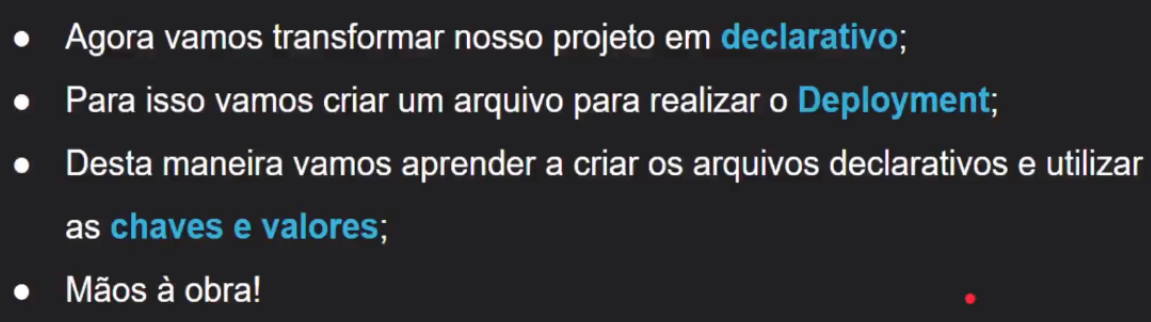 ● Agora vamos transformar nosso projeto em declarativo;
● Para isso vamos criar um arquivo para realizar o Deployment;
● Desta maneira vamos aprender a criar os arquivos declarativos e utilizar
as chaves e valores;
● Mãos à obra!